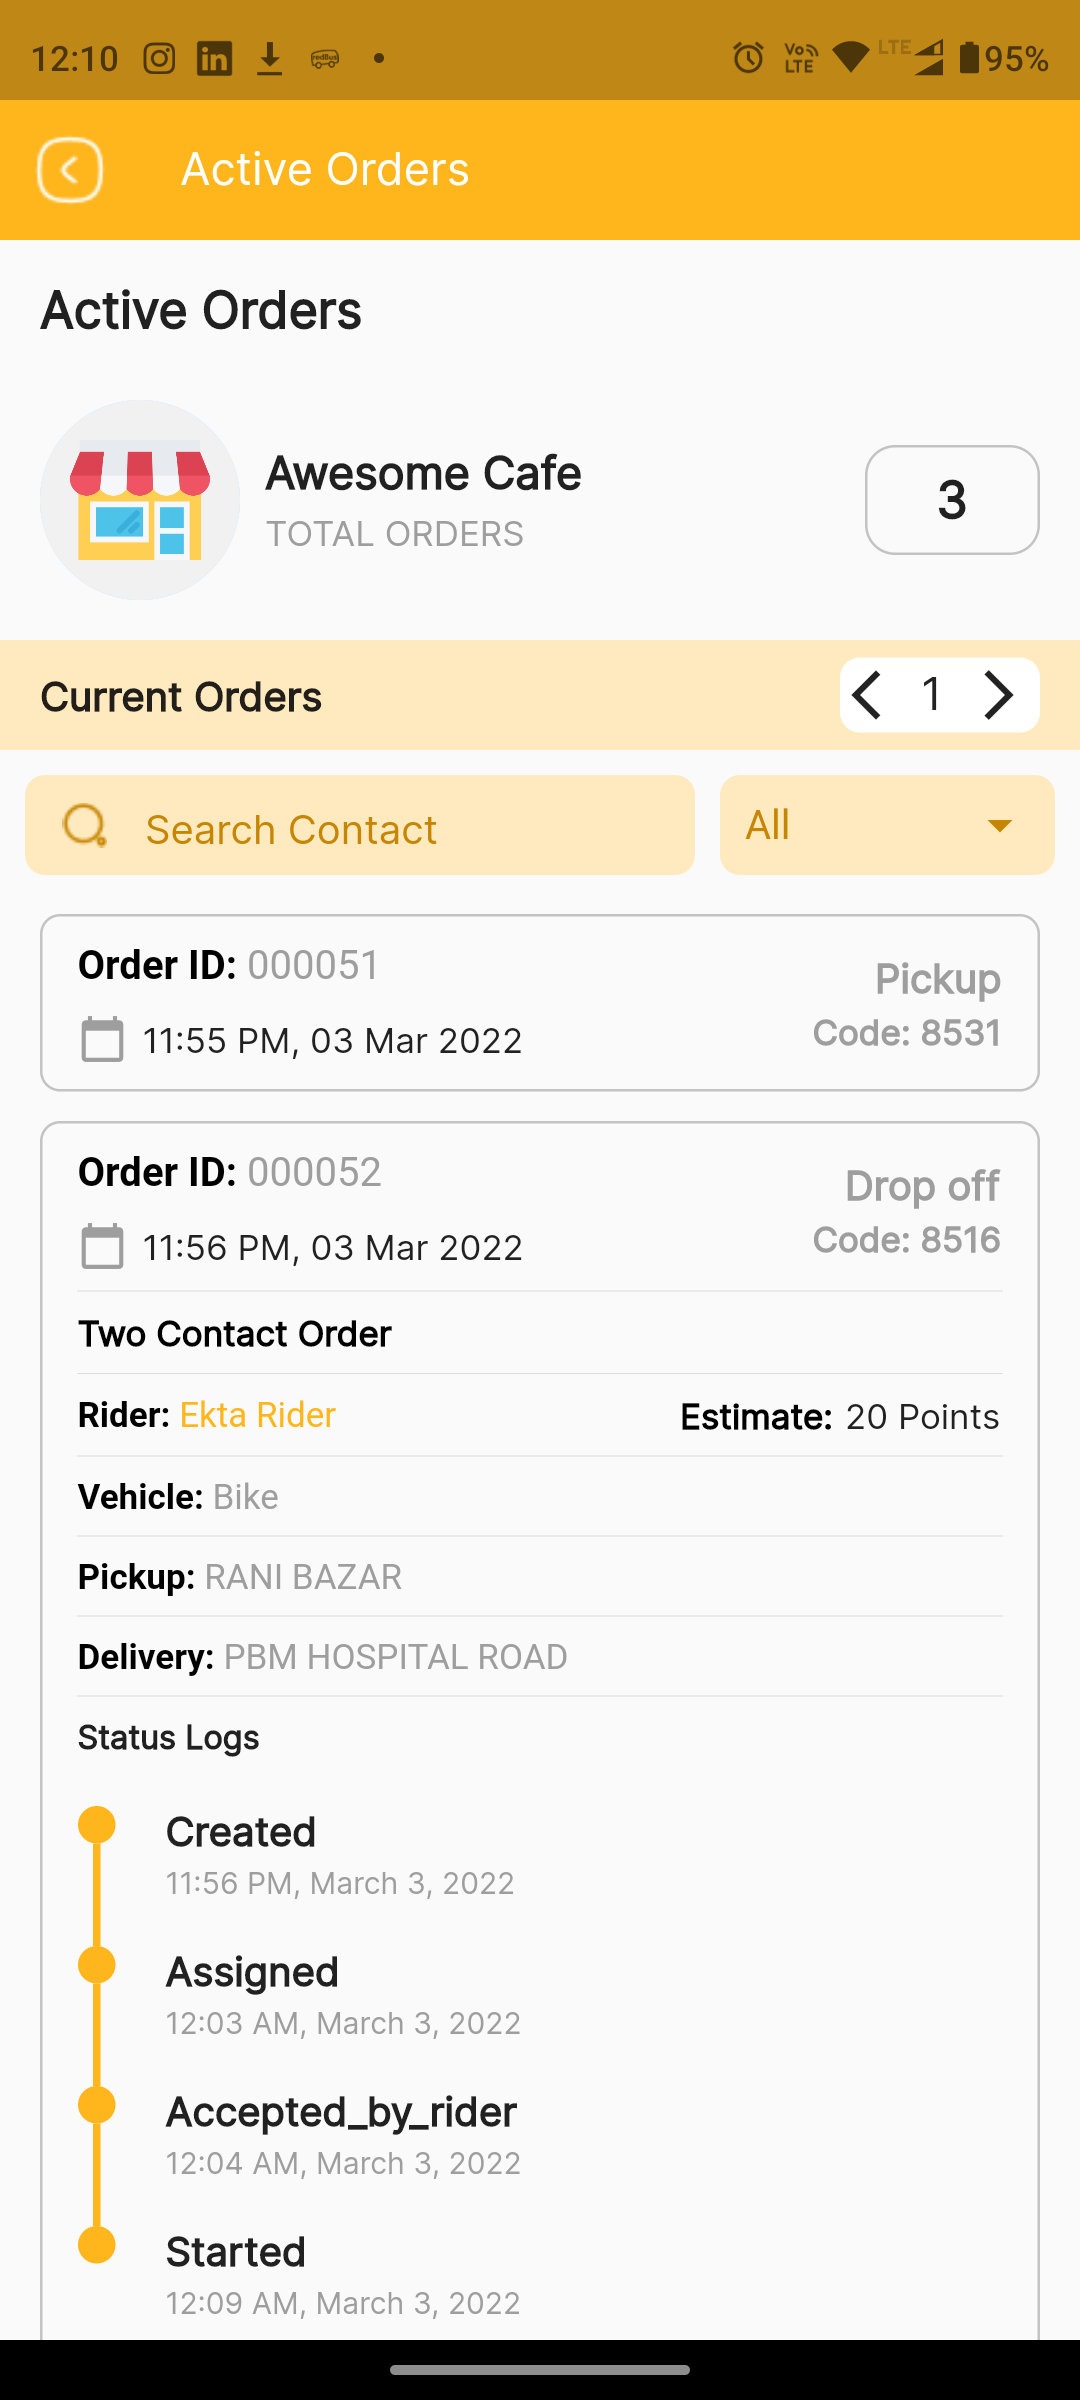 12:10
redBus
Vo LTE
LTE
95%
Active Orders
Active Orders
Awesome Cafe
TOTAL ORDERS
3
Current Orders
1
Search Contact
All
Order ID: 000051
Pickup
11:55 PM, 03 Mar 2022
Code: 8531
Order ID: 000052
Drop off
11:56 PM, 03 Mar 2022
Code: 8516
Two Contact Order
Rider: Ekta Rider
Estimate: 20 Points
Vehicle: Bike
Pickup: RANI BAZAR
Delivery: PBM HOSPITAL ROAD
Status Logs
Created
11:56 PM, March 3, 2022
Assigned
12:03 AM, March 3, 2022
Accepted_by_rider
12:04 AM, March 3, 2022
Started
12:09 AM, March 3, 2022